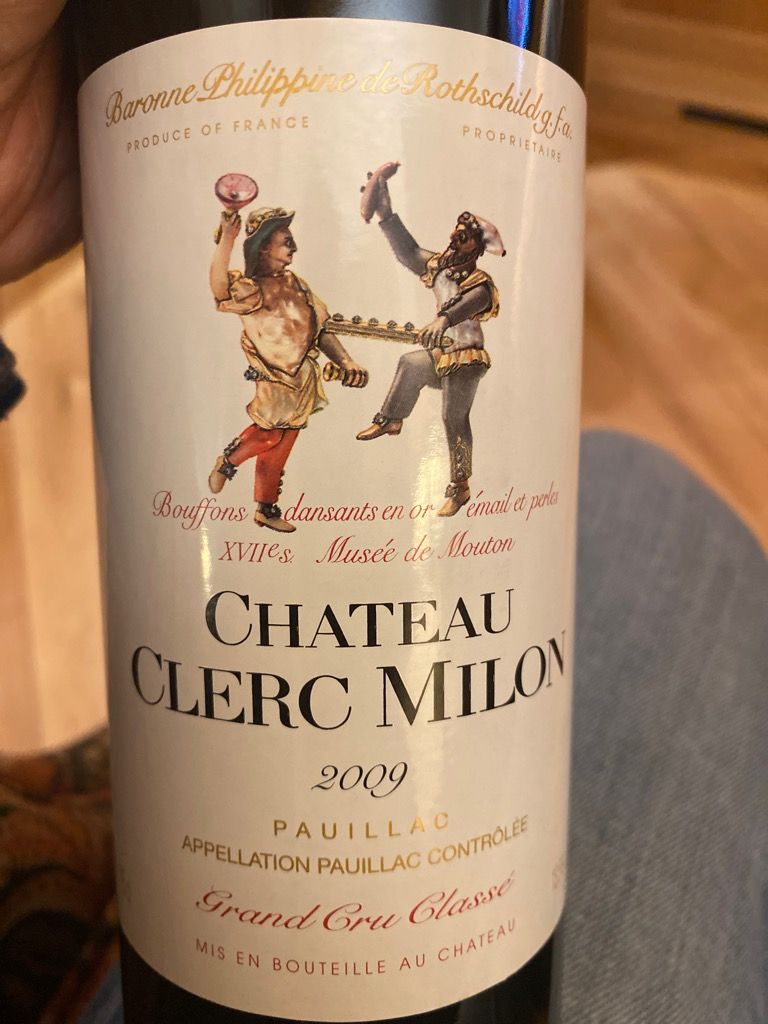 Baronne Philippine de Rothschild g.f.a.
PRODUCE OF FRANCE PROPRIETAIRE
Bouffons dansants en or émail et perles
XVIIe s. Musée de Mouton
CHATEAU
CLERC MILON
2009
PAUILLAC
APPELLATION PAUILLAC CONTRÔLÉE
Grand Cru Classé
MIS EN BOUTEILLE AU CHATEAU